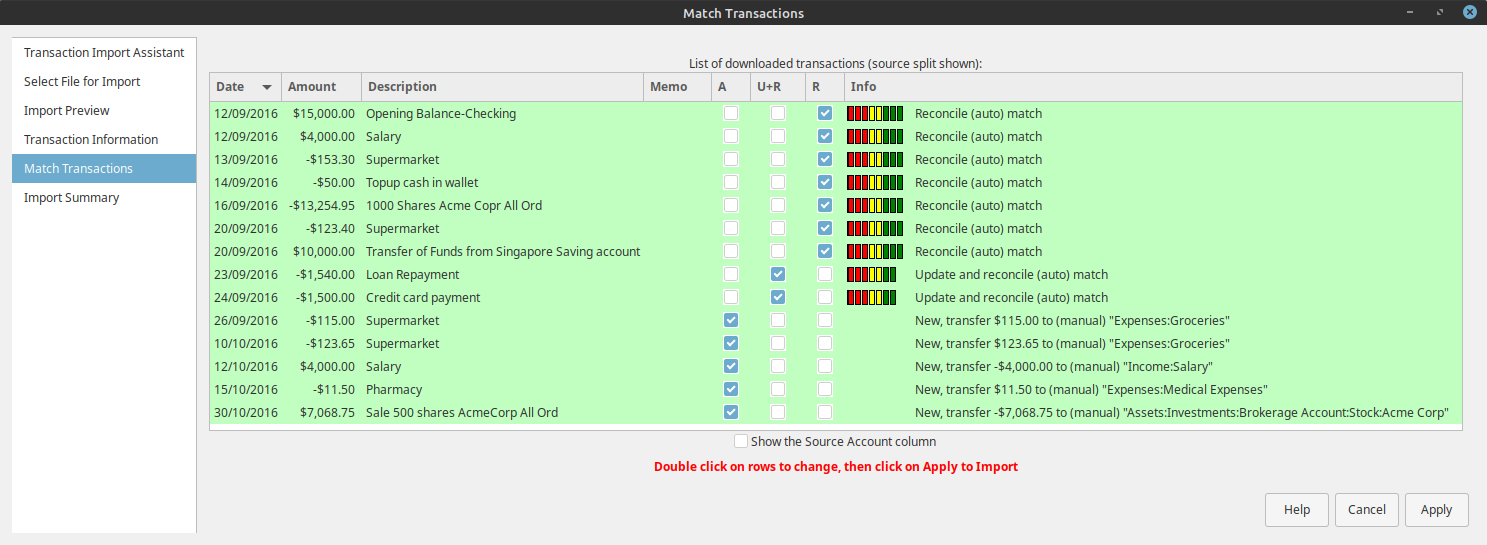 Match Transactions
Transaction Import Assistant
Select File for Import
Import Preview
Transaction Information
Match Transactions
Import Summary
List of downloaded transactions (source split shown):
Date Amount Description Memo A U+R R Info
12/09/2016 $15,000.00 Opening Balance-Checking Reconcile (auto) match
12/09/2016 $4,000.00 Salary Reconcile (auto) match
13/09/2016 -$153.30 Supermarket Reconcile (auto) match
14/09/2016 -$50.00 Topup cash in wallet Reconcile (auto) match
16/09/2016 -$13,254.95 1000 Shares Acme Copr All Ord Reconcile (auto) match
20/09/2016 -$123.40 Supermarket Reconcile (auto) match
20/09/2016 $10,000.00 Transfer of Funds from Singapore Saving account Reconcile (auto) match
23/09/2016 -$1,540.00 Loan Repayment Update and reconcile (auto) match
24/09/2016 -$1,500.00 Credit card payment Update and reconcile (auto) match
26/09/2016 -$115.00 Supermarket New, transfer $115.00 to (manual) "Expenses:Groceries"
10/10/2016 -$123.65 Supermarket New, transfer $123.65 to (manual) "Expenses:Groceries"
12/10/2016 $4,000.00 Salary New, transfer -$4,000.00 to (manual) "Income:Salary"
15/10/2016 -$11.50 Pharmacy New, transfer $11.50 to (manual) "Expenses:Medical Expenses"
30/10/2016 $7,068.75 Sale 500 shares AcmeCorp All Ord New, transfer -$7,068.75 to (manual) "Assets:Investments:Brokerage Account:Stock:Acme Corp"
Show the Source Account column
Double click on rows to change, then click on Apply to Import
Help Cancel Apply